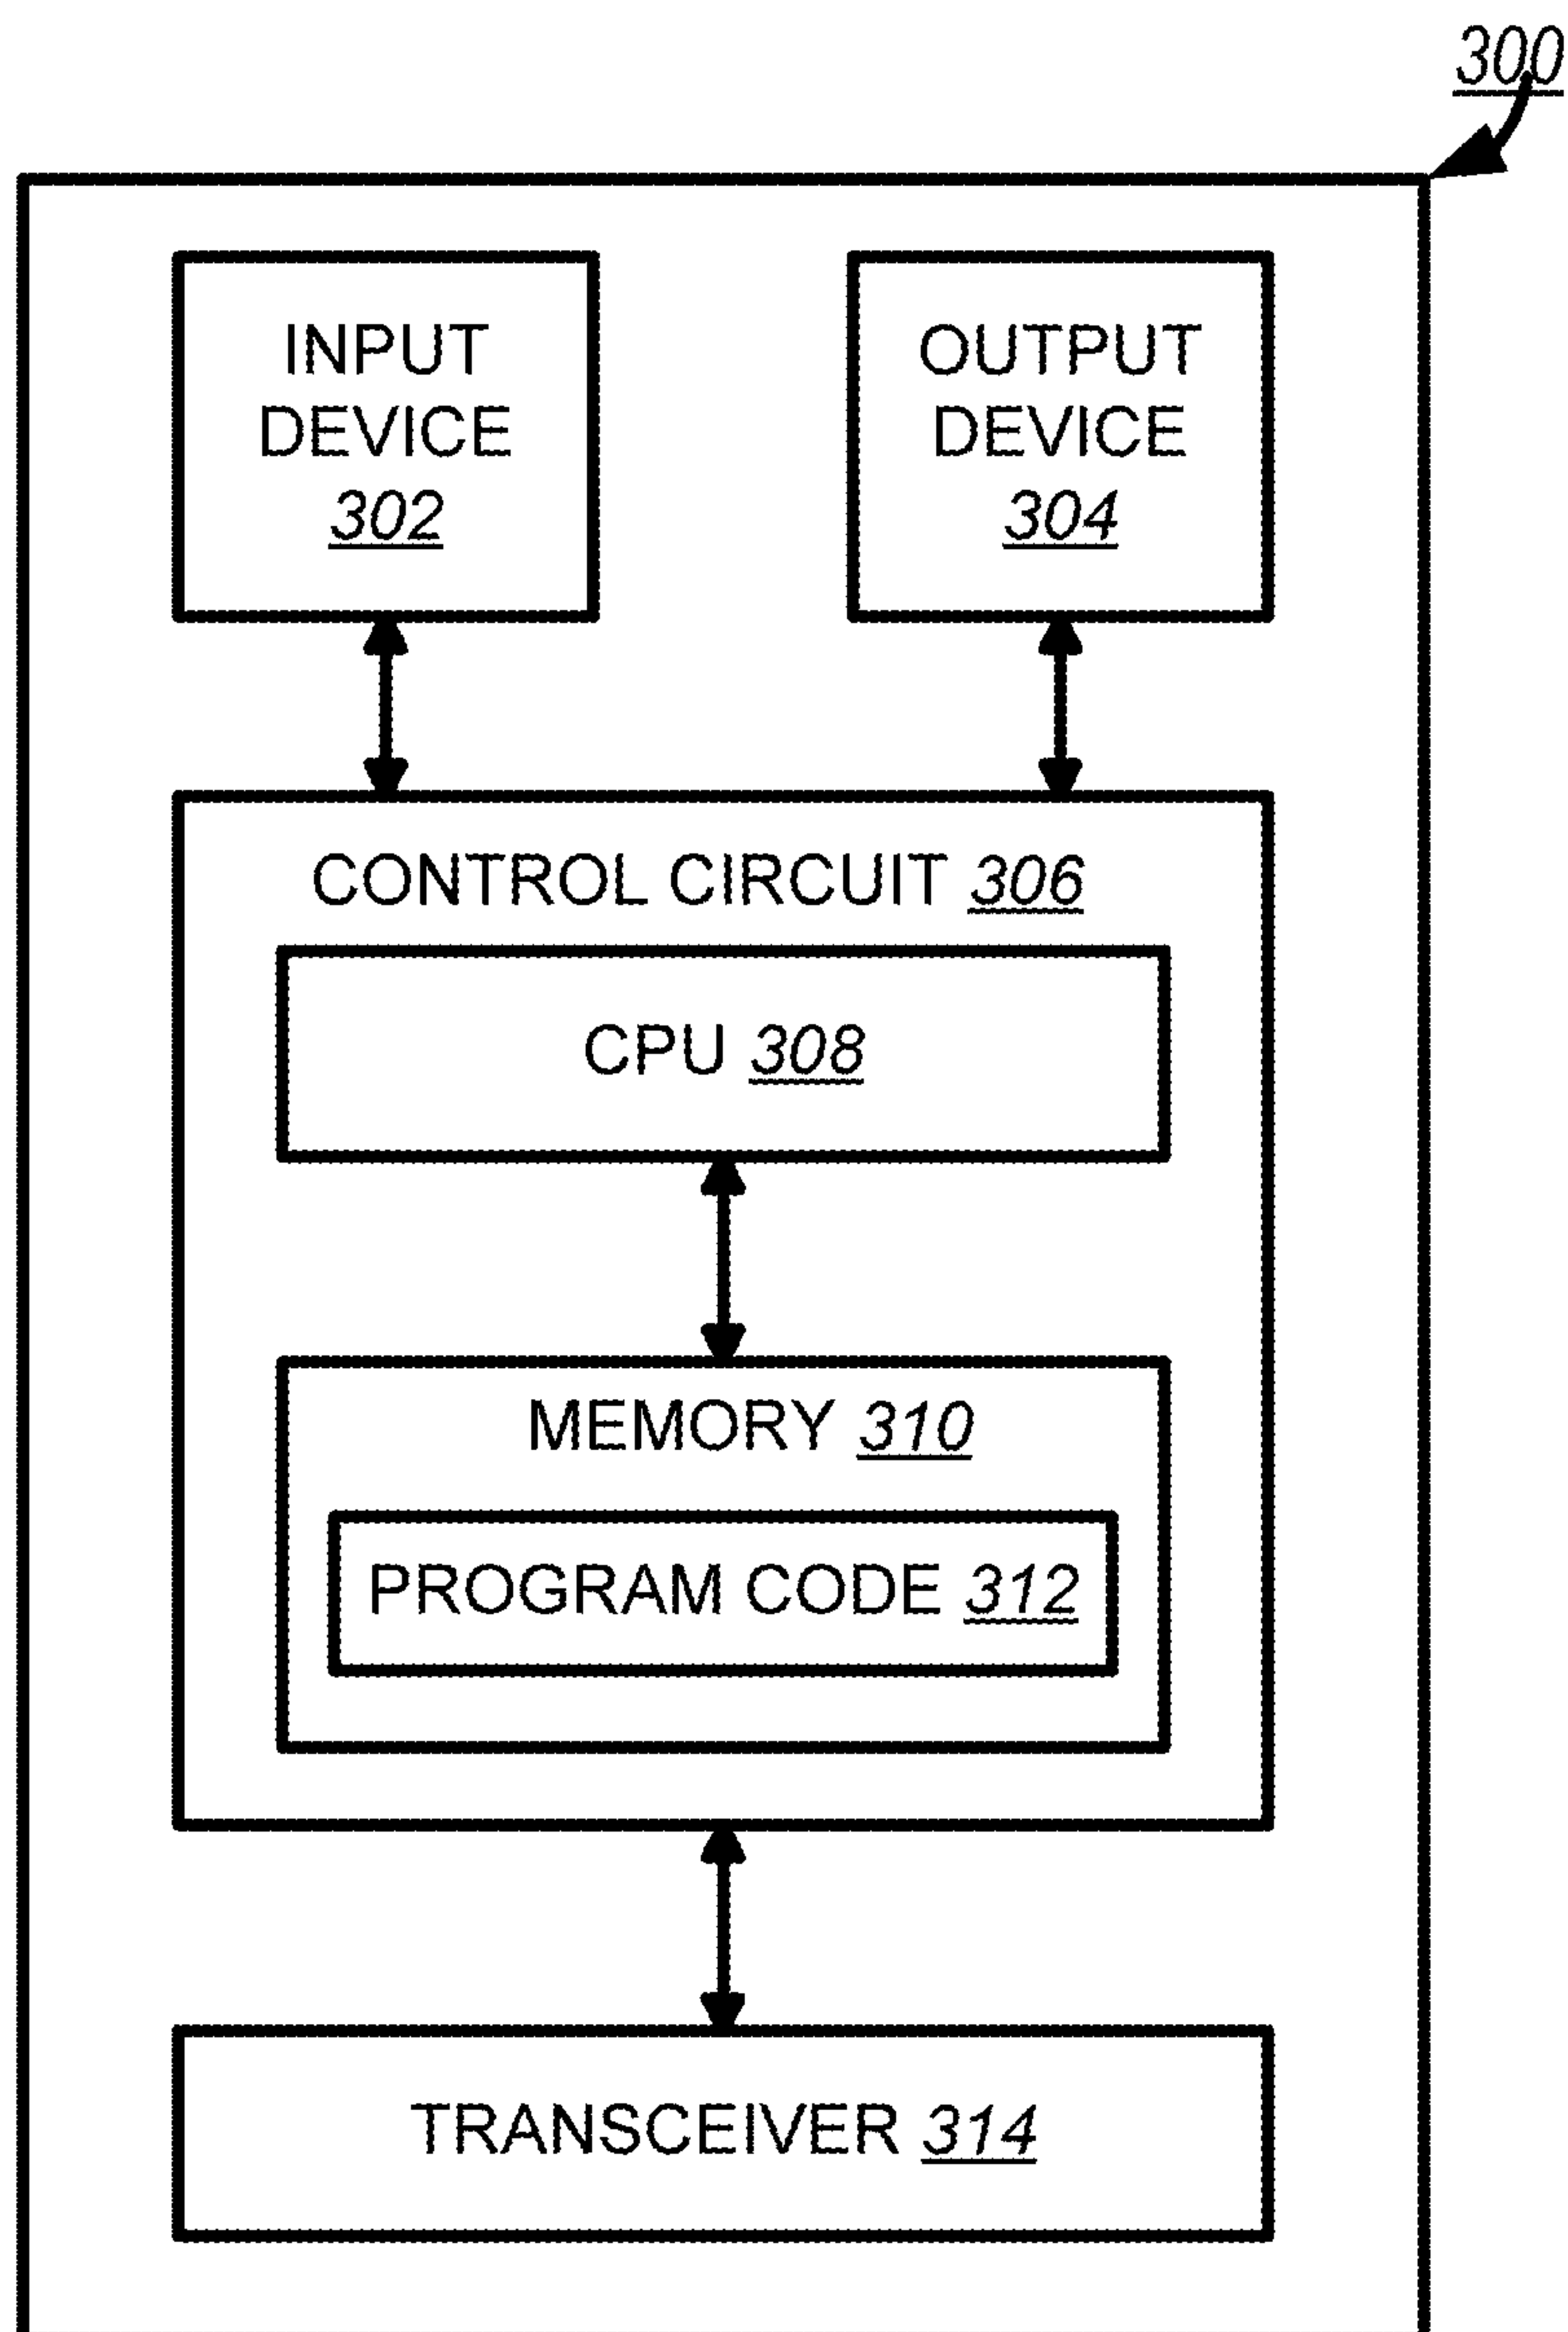 300
INPUT
DEVICE
302
OUTPUT
DEVICE
304
CONTROL CIRCUIT 306
CPU 308
MEMORY 310
PROGRAM CODE 312
TRANSCEIVER 314